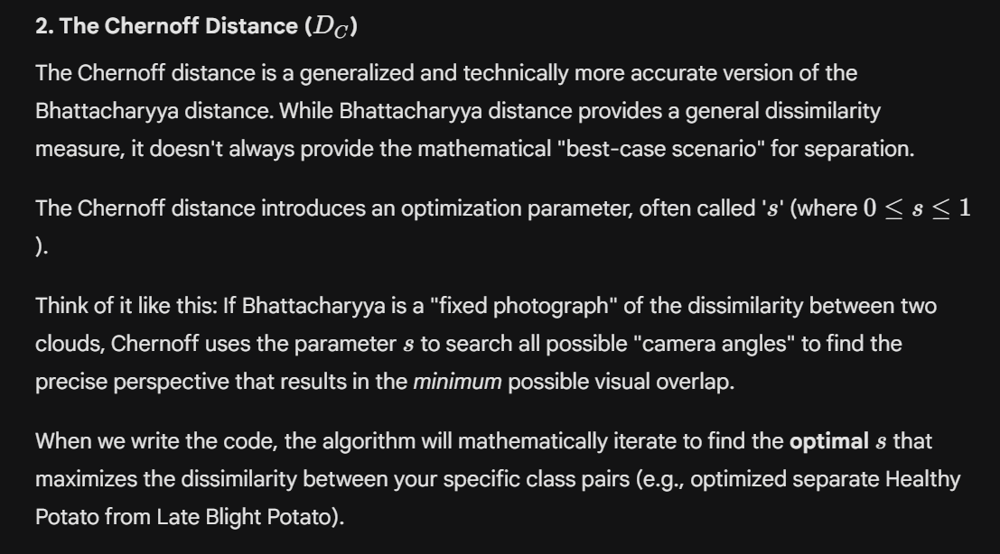 2. The Chernoff Distance (D_C)
The Chernoff distance is a generalized and technically more accurate version of the
Bhattacharyya distance. While Bhattacharyya distance provides a general dissimilarity
measure, it doesn't always provide the mathematical "best-case scenario" for separation.
The Chernoff distance introduces an optimization parameter, often called 's' (where 0 ≤ s ≤ 1
).
Think of it like this: If Bhattacharyya is a "fixed photograph" of the dissimilarity between two
clouds, Chernoff uses the parameter s to search all possible "camera angles" to find the
precise perspective that results in the minimum possible visual overlap.
When we write the code, the algorithm will mathematically iterate to find the optimal s that
maximizes the dissimilarity between your specific class pairs (e.g., optimized separate Healthy
Potato from Late Blight Potato).